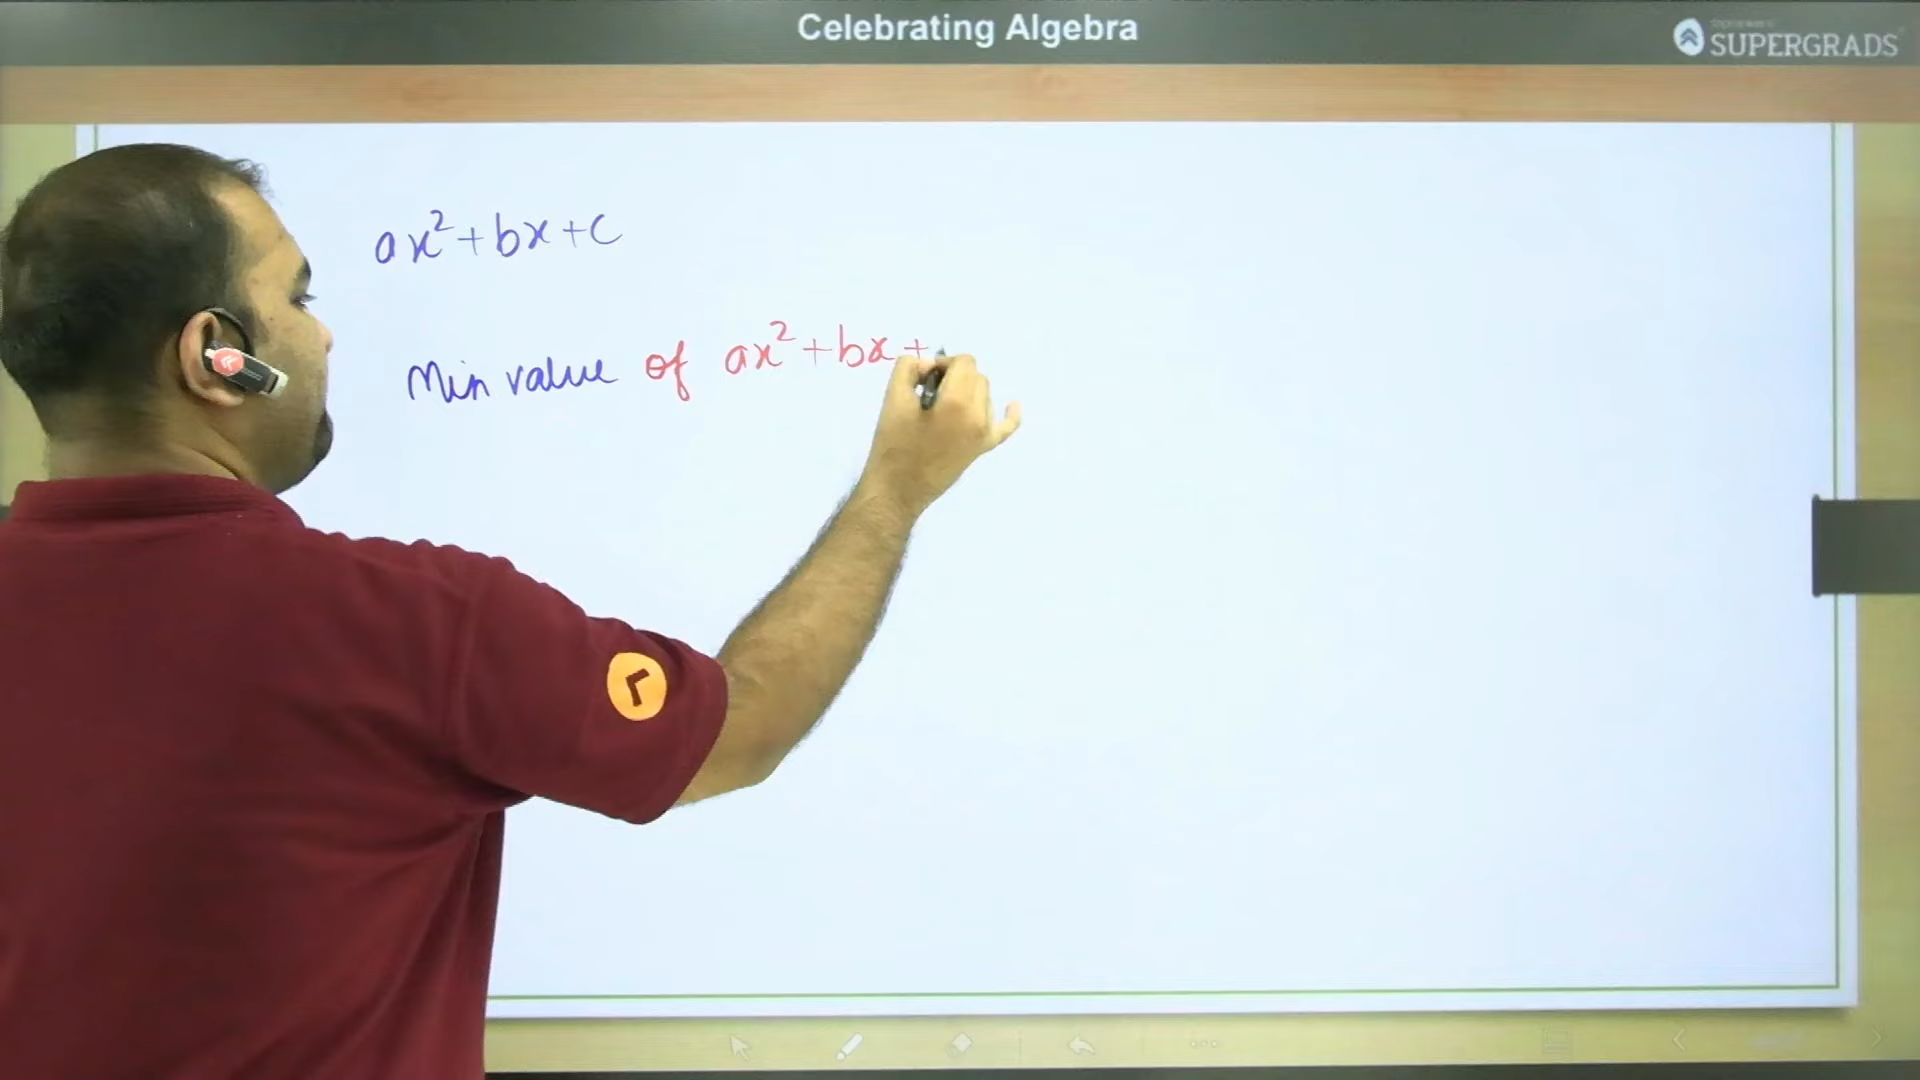 Celebrating Algebra
SUPERGRADS
ax²+bx+c
Min value of ax²+bx+